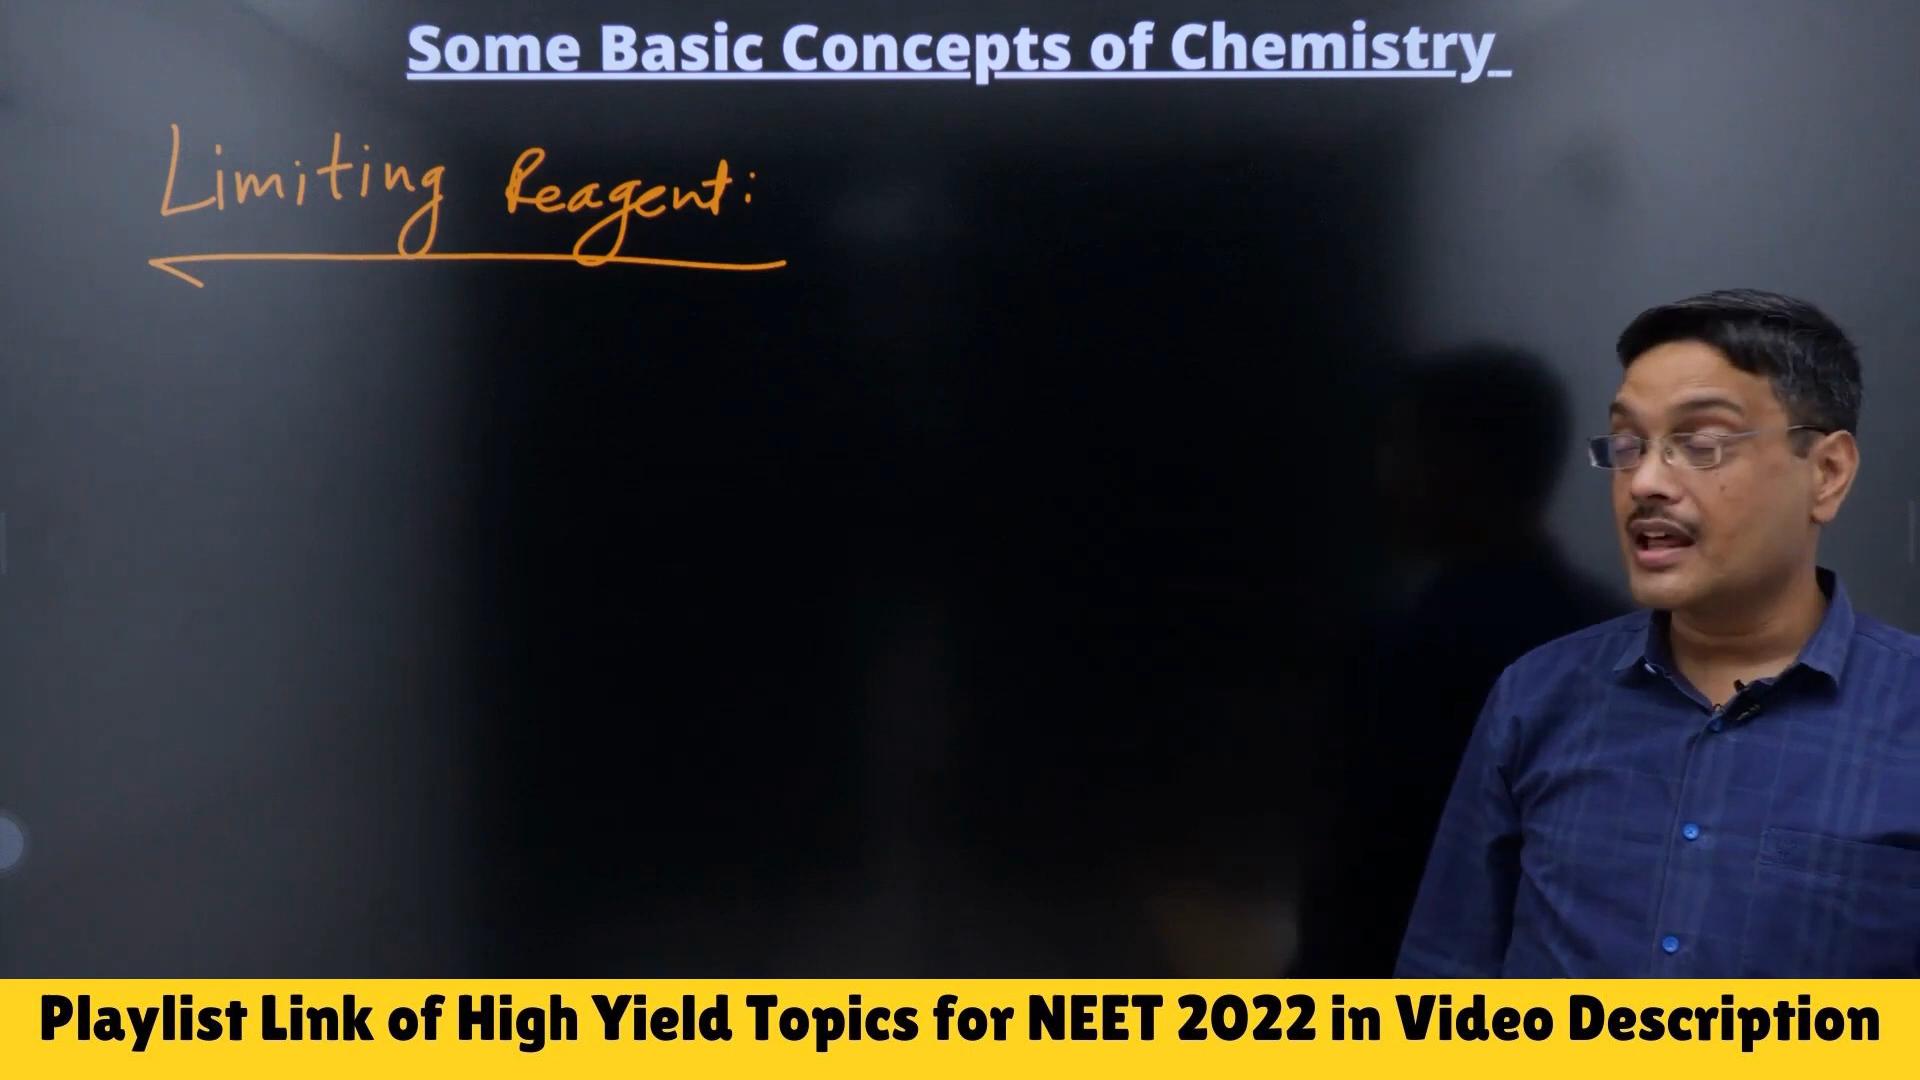 Some Basic Concepts of Chemistry
Limiting Reagent:
Playlist Link of High Yield Topics for NEET 2022 in Video Description